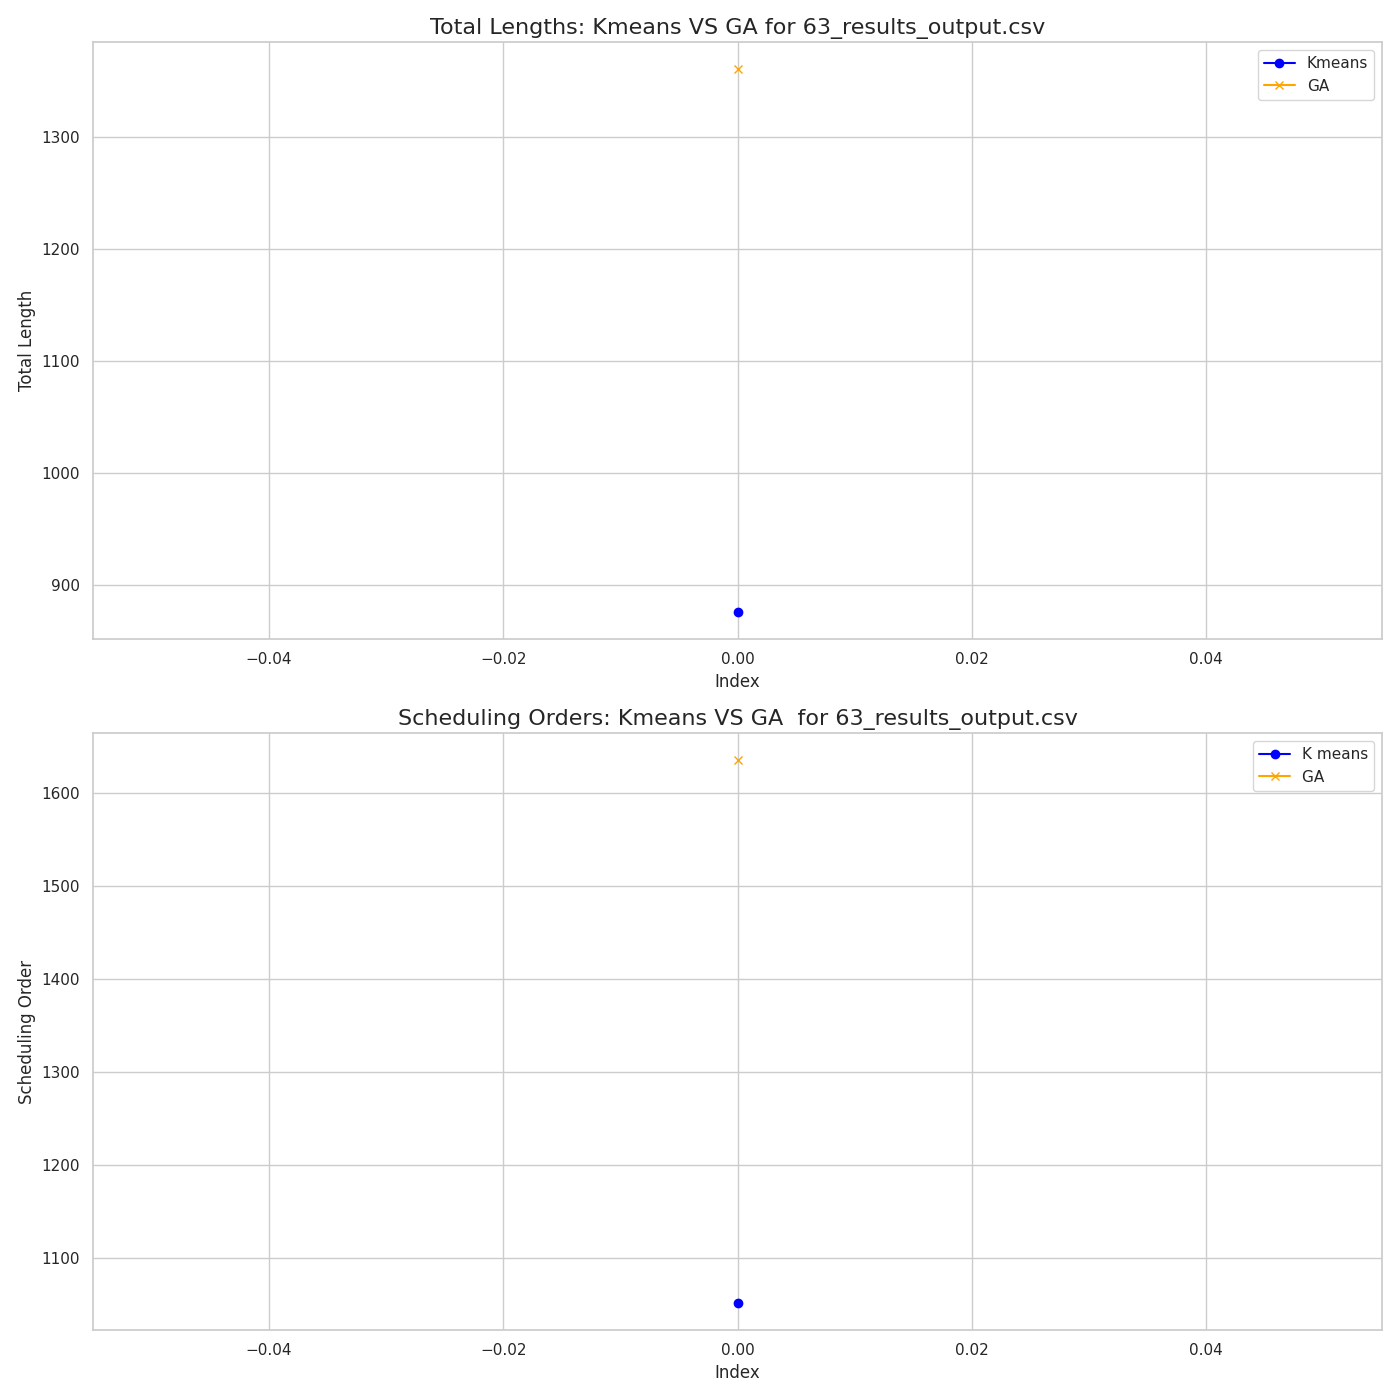 Total Lengths: Kmeans VS GA for 63_results_output.csv
Kmeans
GA
1300
1200
1100
1000
900
Total Length
−0.04
−0.02
0.00
0.02
0.04
Index
Scheduling Orders: Kmeans VS GA  for 63_results_output.csv
K means
GA
1600
1500
1400
1300
1200
1100
Scheduling Order
−0.04
−0.02
0.00
0.02
0.04
Index